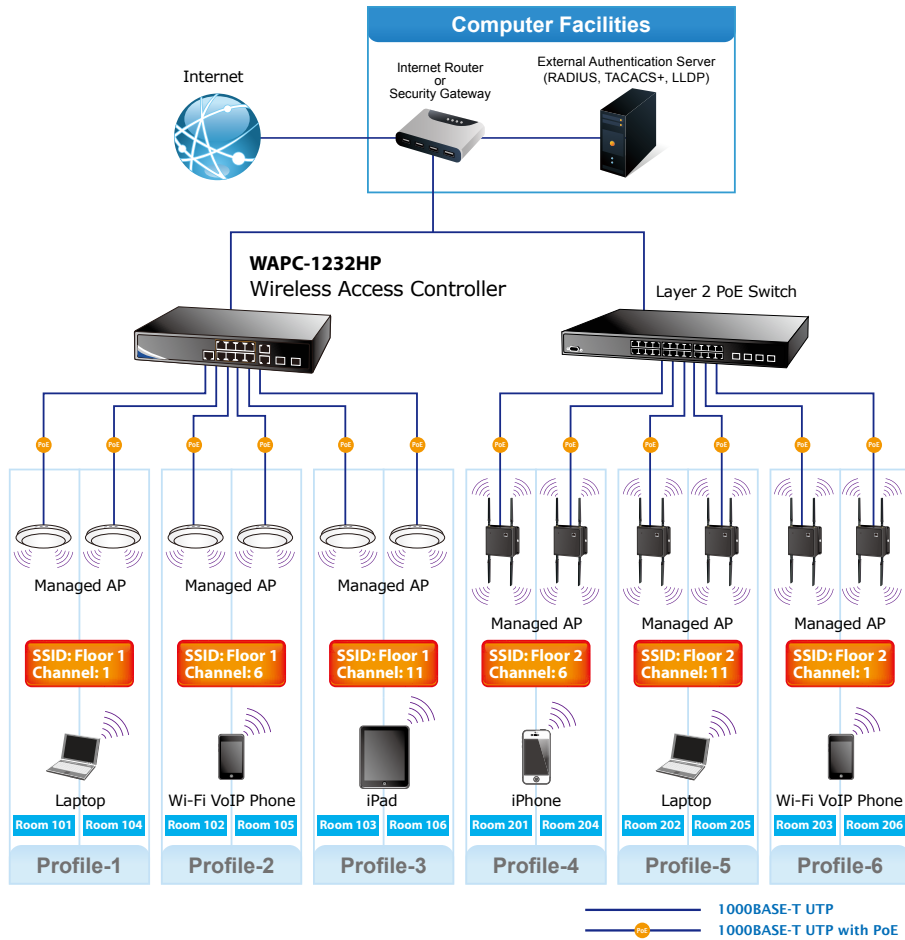 Computer Facilities
Internet
Internet Router
or
Security Gateway
External Authentication Server
(RADIUS, TACACS+, LLDP)
WAPC-1232HP
Wireless Access Controller
Layer 2 PoE Switch
PoE PoE PoE PoE PoE PoE PoE PoE PoE PoE PoE PoE
Managed AP Managed AP Managed AP
Managed AP Managed AP Managed AP
SSID: Floor 1 SSID: Floor 1 SSID: Floor 1 SSID: Floor 2 SSID: Floor 2 SSID: Floor 2
Channel: 1 Channel: 6 Channel: 11 Channel: 6 Channel: 11 Channel: 1
Laptop Wi-Fi VoIP Phone iPad iPhone Laptop Wi-Fi VoIP Phone
Room 101 Room 104 Room 102 Room 105 Room 103 Room 106 Room 201 Room 204 Room 202 Room 205 Room 203 Room 206
Profile-1 Profile-2 Profile-3 Profile-4 Profile-5 Profile-6
1000BASE-T UTP
PoE 1000BASE-T UTP with PoE